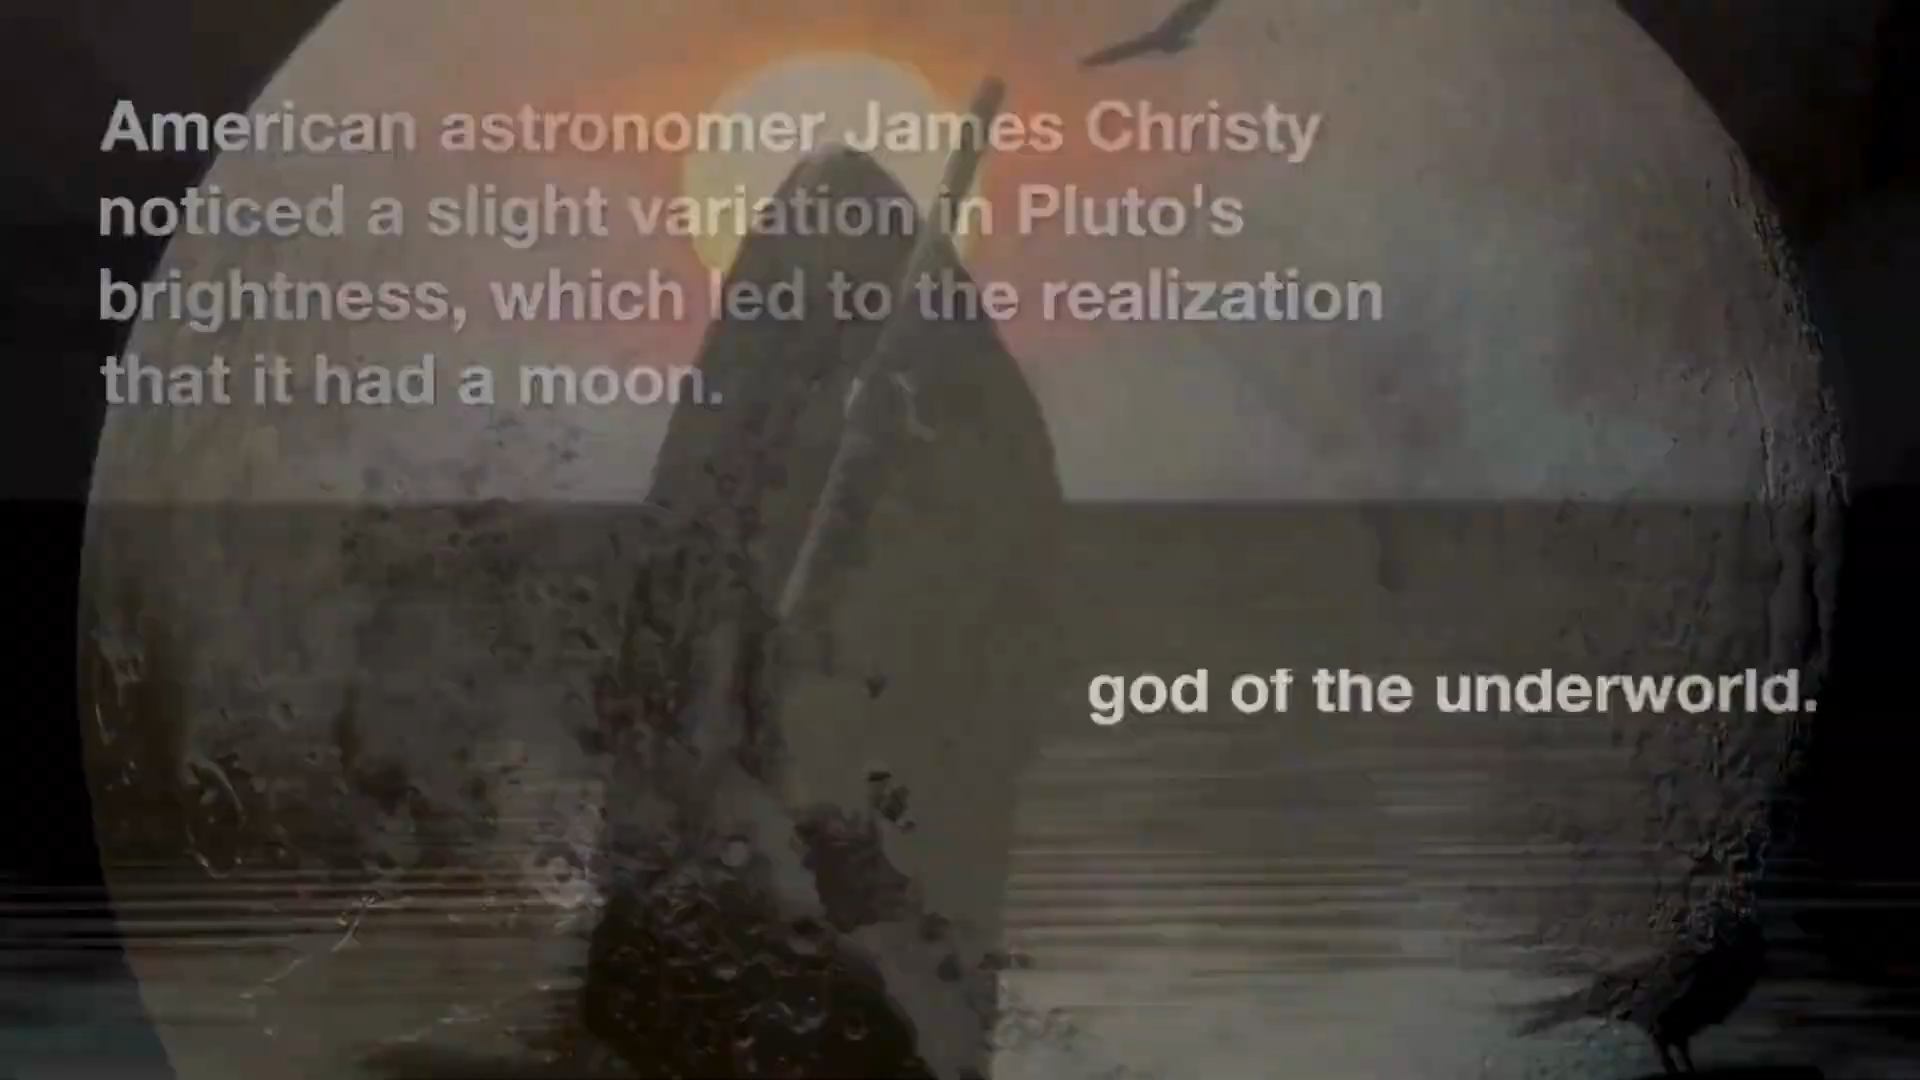 American astronomer James Christy
noticed a slight variation in Pluto's
brightness, which led to the realization
that it had a moon.
god of the underworld.